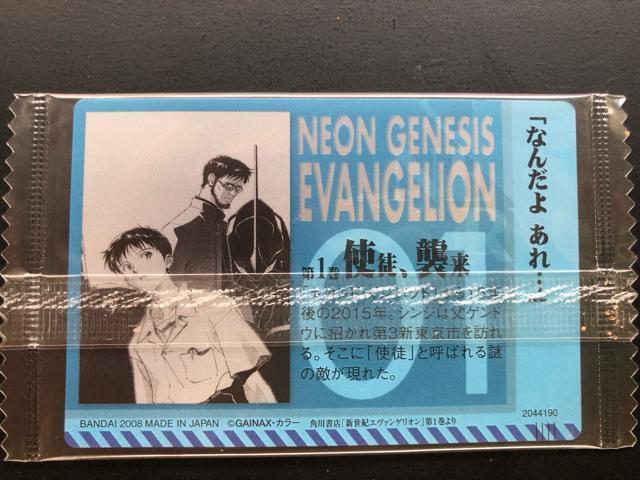 NEON GENESIS
EVANGELION
01
第1巻 使徒、襲来
後の2015年。シンジは父ゲント
ウに招かれ第3新東京市を訪れ
る。そこに「使徒」と呼ばれる謎
の敵が現れた。
「なんだよ あれ…」
2044190
BANDAI 2008 MADE IN JAPAN ©GAINAX・カラー 角川書店「新世紀エヴァンゲリオン」第1巻より